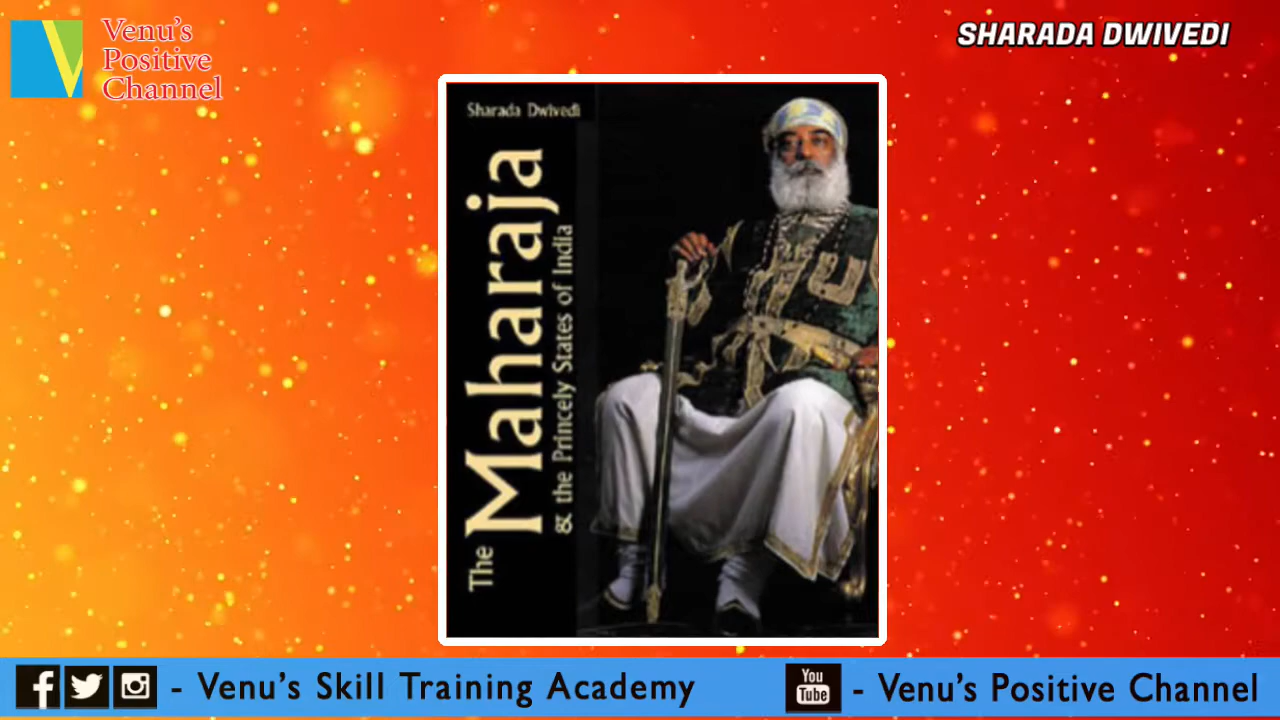 Venu's
Positive
Channel
SHARADA DWIVEDI
Sharada Dwivedi
The Maharaja
& the Princely States of India
- Venu's Skill Training Academy
You
Tube
- Venu's Positive Channel